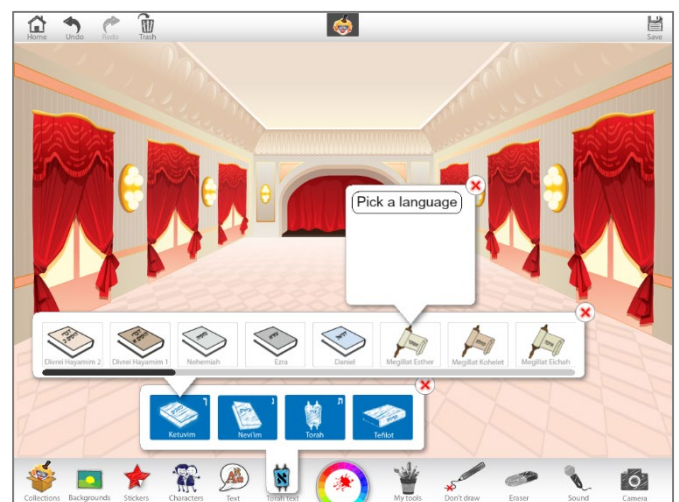 Home
Undo
Redo
Trash
Save
Pick a language
Divrei Hayamim 2
Divrei Hayamim 1
Nehemiah
Ezra
Daniel
Megillat Esther
Megillat Kohelet
Megillat Eichah
Ketuvim
Nevi'im
Torah
Tefilot
Collections
Backgrounds
Stickers
Characters
Text
Torah text
My tools
Don't draw
Eraser
Sound
Camera